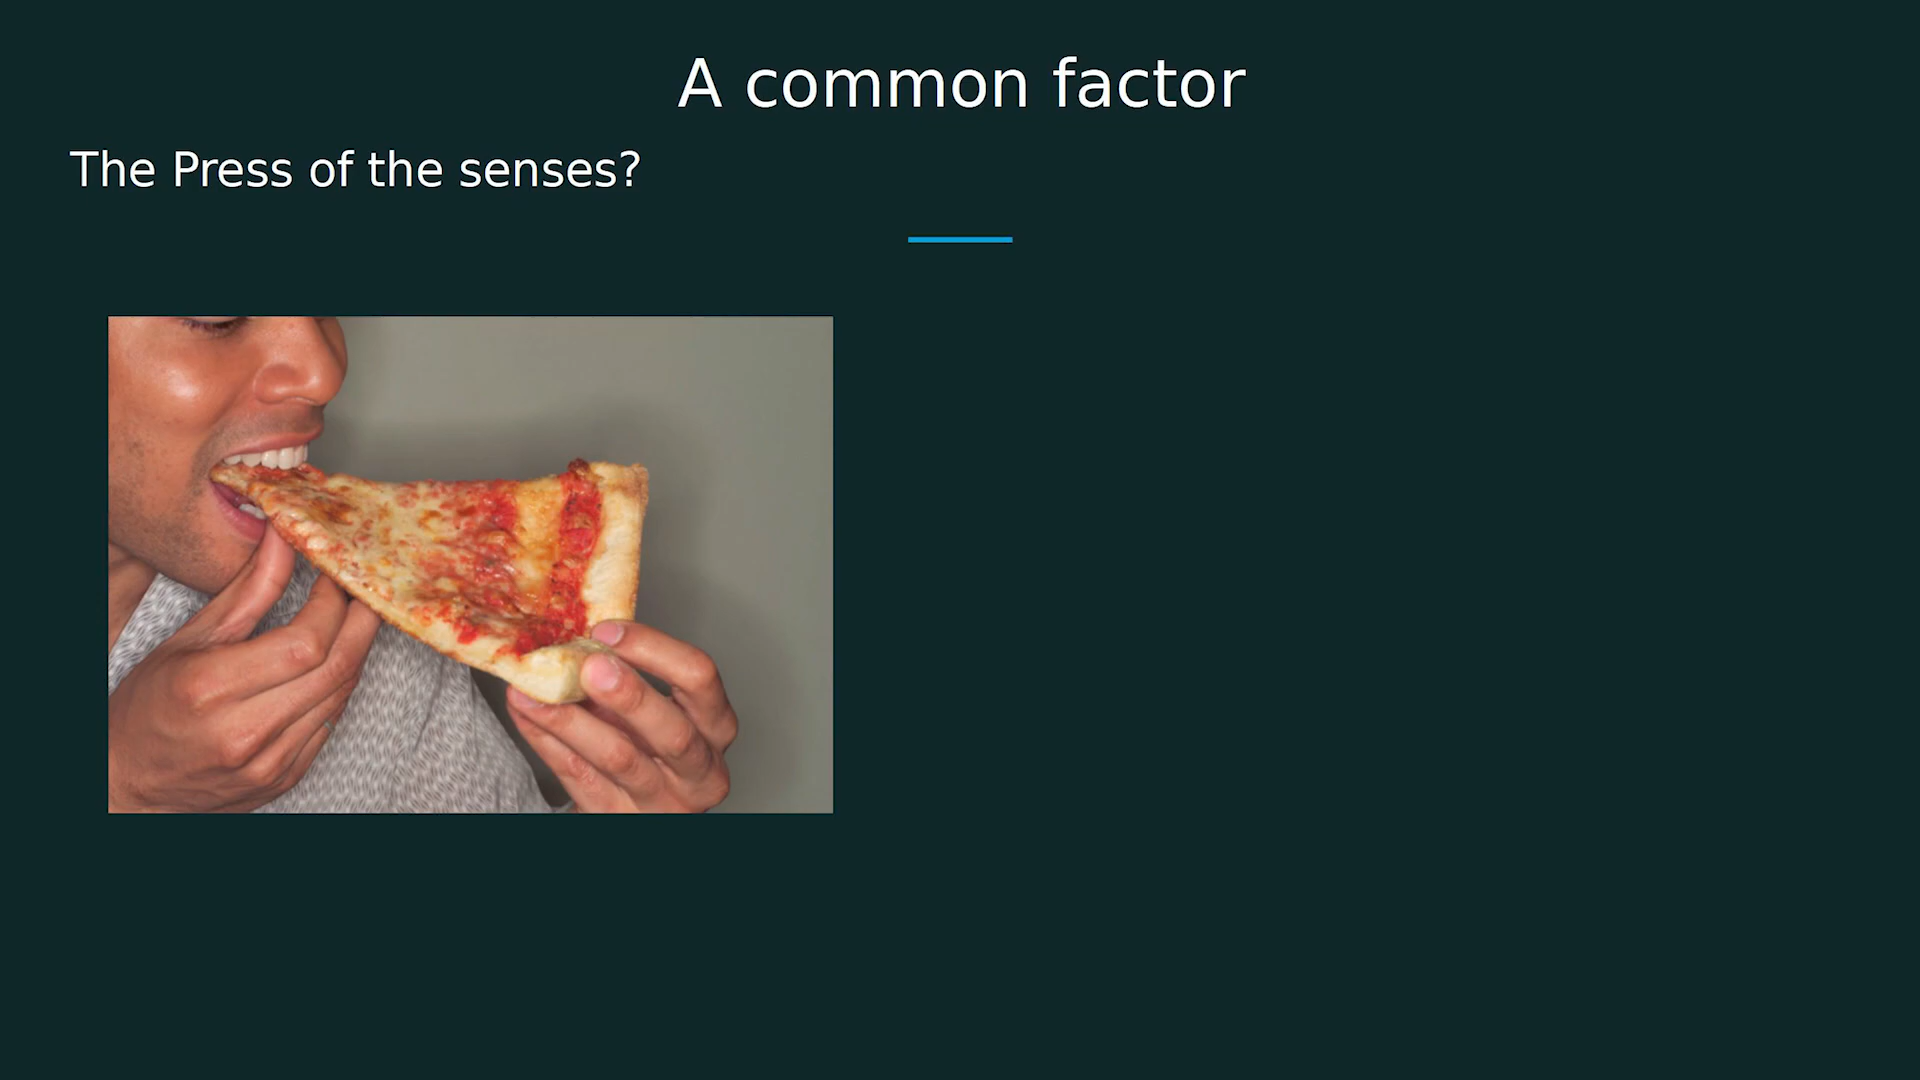 A common factor
The Press of the senses?